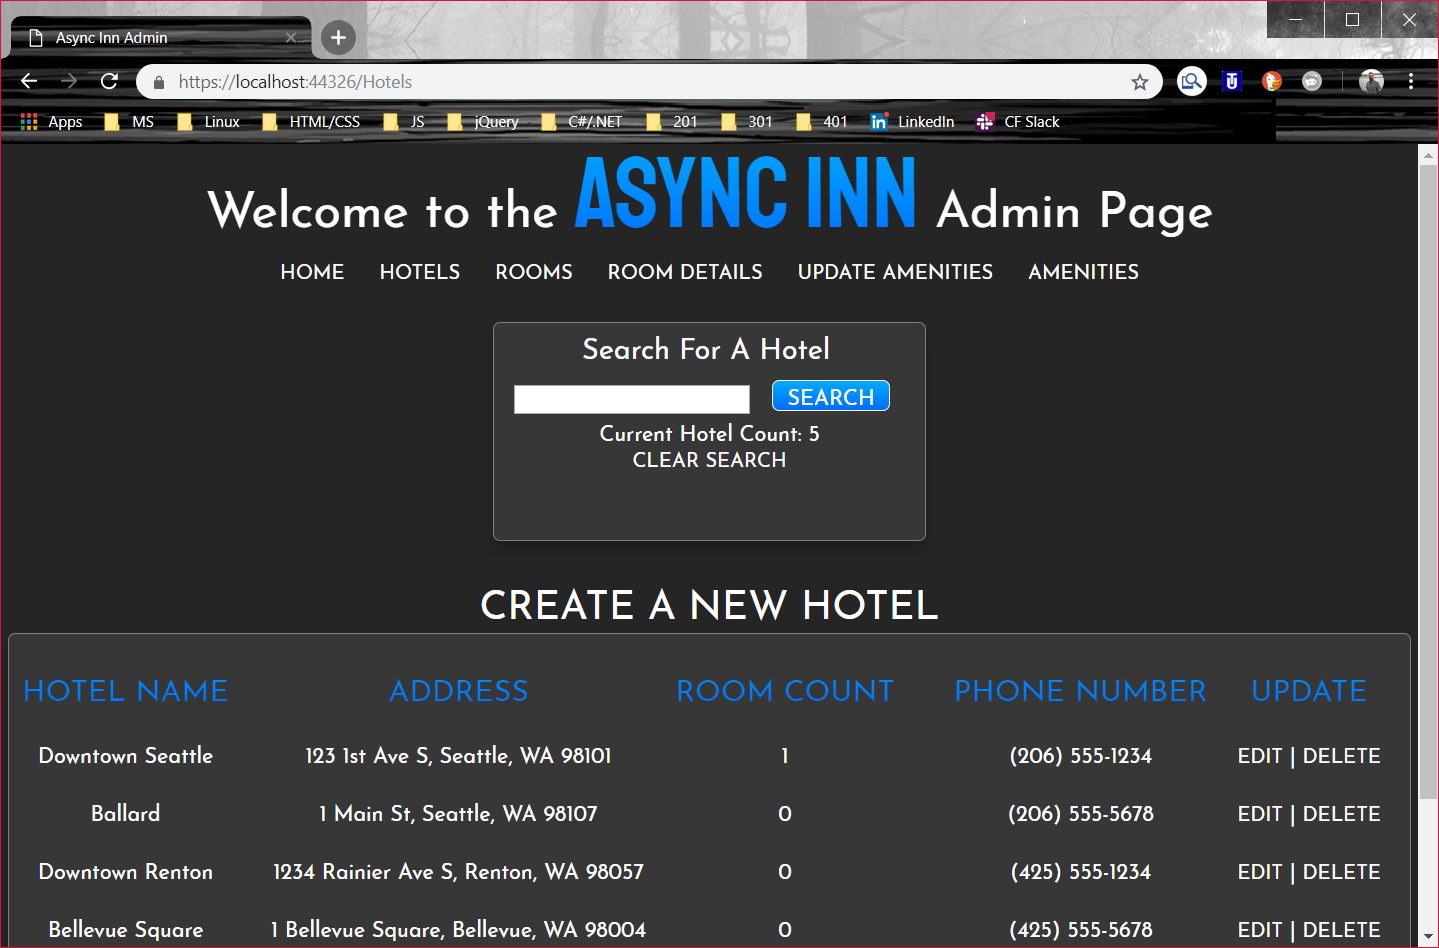 Async Inn Admin
https://localhost:44326/Hotels
Apps MS Linux HTML/CSS JS jQuery C#/.NET 201 301 401 LinkedIn CF Slack
Welcome to the ASYNC INN Admin Page
HOME HOTELS ROOMS ROOM DETAILS UPDATE AMENITIES AMENITIES
Search For A Hotel
SEARCH
Current Hotel Count: 5
CLEAR SEARCH
CREATE A NEW HOTEL
HOTEL NAME ADDRESS ROOM COUNT PHONE NUMBER UPDATE
Downtown Seattle 123 1st Ave S, Seattle, WA 98101 1 (206) 555-1234 EDIT | DELETE
Ballard 1 Main St, Seattle, WA 98107 0 (206) 555-5678 EDIT | DELETE
Downtown Renton 1234 Rainier Ave S, Renton, WA 98057 0 (425) 555-1234 EDIT | DELETE
Bellevue Square 1 Bellevue Square, Bellevue, WA 98004 0 (425) 555-5678 EDIT | DELETE